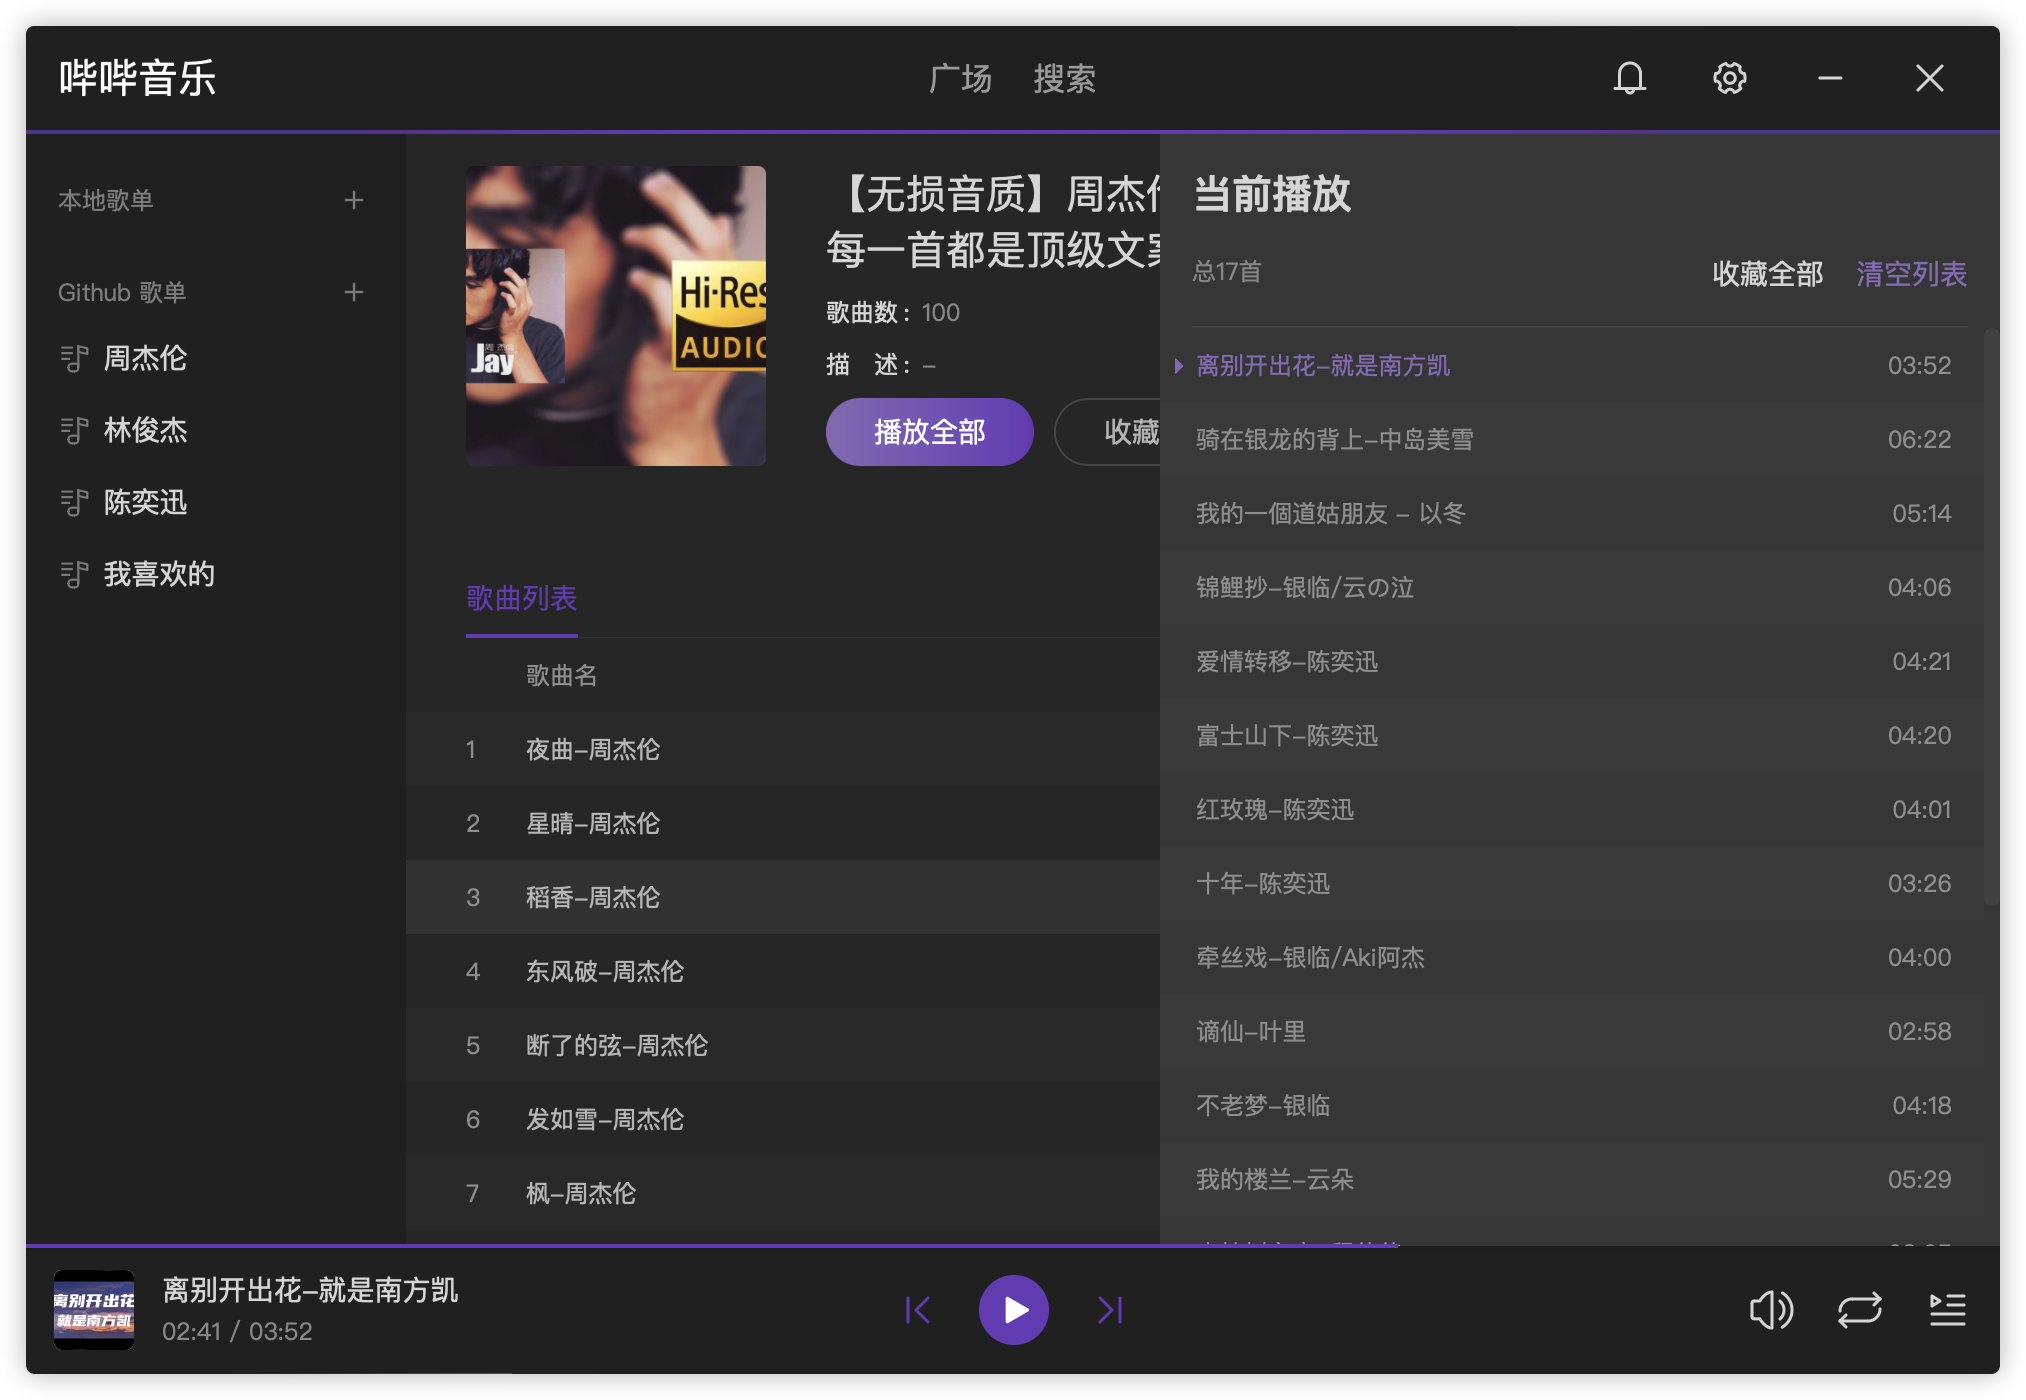 哔哔音乐
广场 搜索
本地歌单
Github 歌单
周杰伦
林俊杰
陈奕迅
我喜欢的
Jay
Hi-Res
AUDIO
【无损音质】周杰伦
每一首都是顶级文案
歌曲数: 100
描 述: –
播放全部 收藏
歌曲列表
歌曲名
1 夜曲–周杰伦
2 星晴–周杰伦
3 稻香–周杰伦
4 东风破–周杰伦
5 断了的弦–周杰伦
6 发如雪–周杰伦
7 枫–周杰伦
当前播放
总17首 收藏全部 清空列表
离别开出花–就是南方凯 03:52
骑在银龙的背上–中岛美雪 06:22
我的一個道姑朋友 – 以冬 05:14
锦鲤抄–银临/云の泣 04:06
爱情转移–陈奕迅 04:21
富士山下–陈奕迅 04:20
红玫瑰–陈奕迅 04:01
十年–陈奕迅 03:26
牵丝戏–银临/Aki阿杰 04:00
谪仙–叶里 02:58
不老梦–银临 04:18
我的楼兰–云朵 05:29
离别开出花
就是南方凯
离别开出花–就是南方凯
02:41 / 03:52